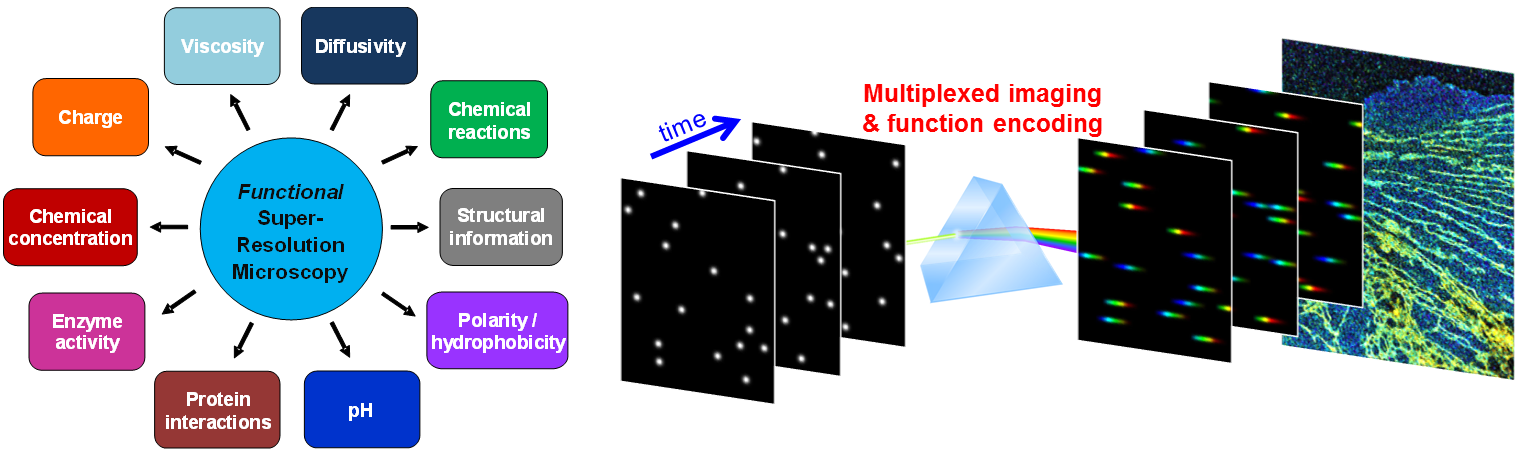 Viscosity
Diffusivity
Charge
Chemical
reactions
Functional
Super-
Resolution
Microscopy
Chemical
concentration
Structural
information
Enzyme
activity
Polarity /
hydrophobicity
Protein
interactions
pH
time
Multiplexed imaging
& function encoding